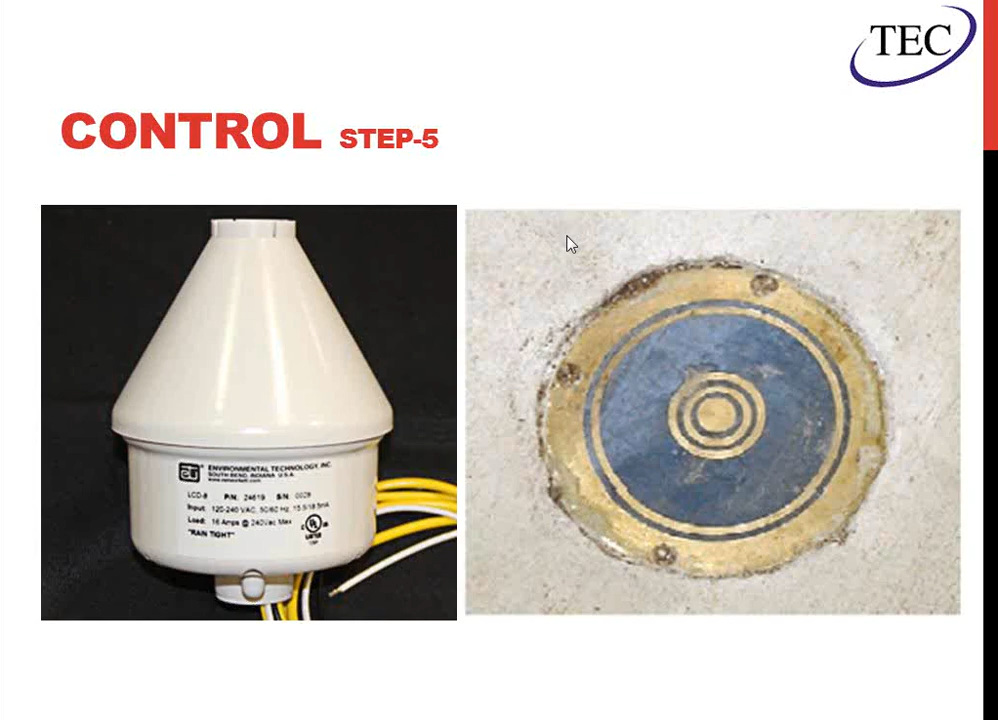 TEC
CONTROL STEP-5
ENVIRONMENTAL TECHNOLOGY, INC.
SOUTH BEND, INDIANA U.S.A.
LCD-8 P/N: 24619 S/N: 0028
Input: 120-240 VAC, 50/60 Hz, 15.5/18.5mA
Load: 16 Amps @ 240Vac Max
"RAIN TIGHT"